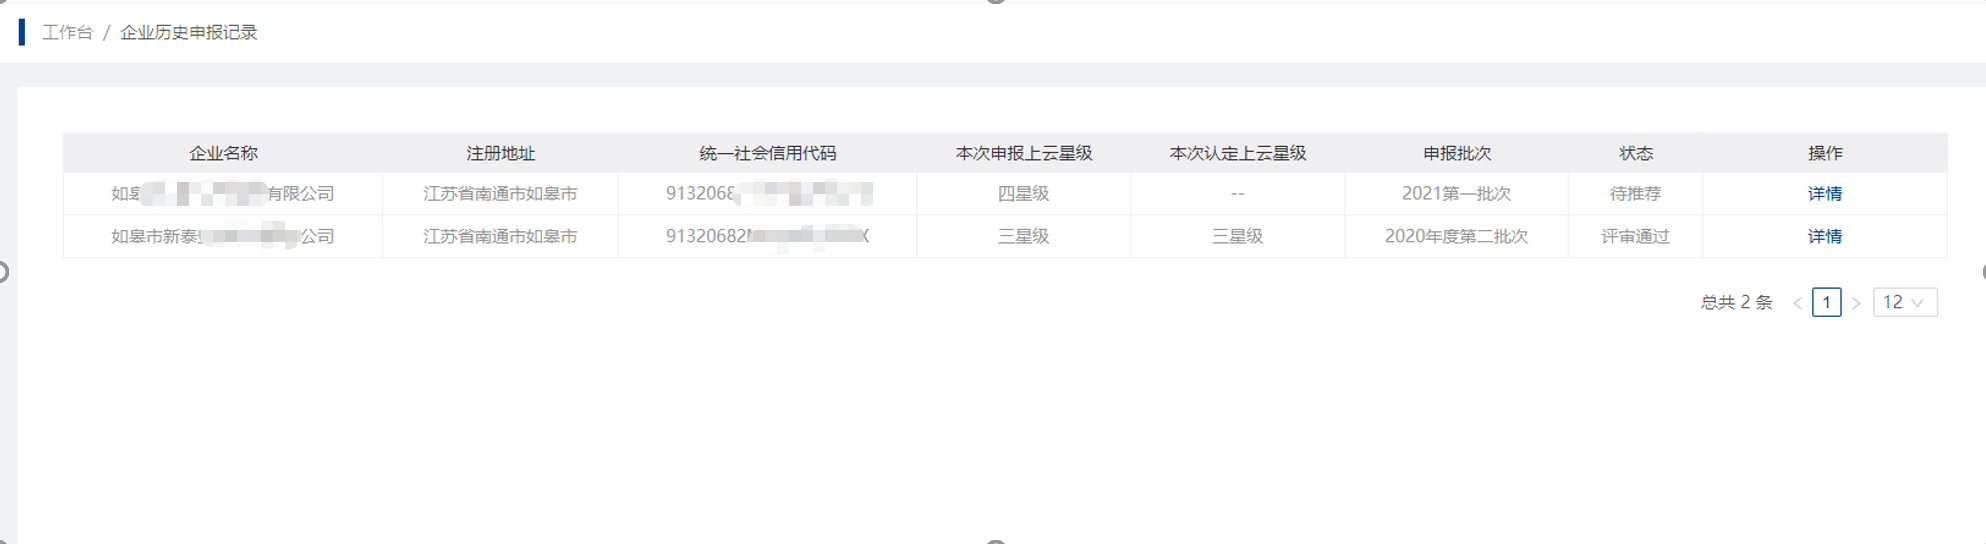 工作台 / 企业历史申报记录
企业名称 注册地址 统一社会信用代码 本次申报上云星级 本次认定上云星级 申报批次 状态 操作
如 有限公司 江苏省南通市如皋市 9132068 四星级 -- 2021第一批次 待推荐 详情
如皋市新泰 公司 江苏省南通市如皋市 91320682 X 三星级 三星级 2020年度第二批次 评审通过 详情
总共 2 条 < 1 > 12